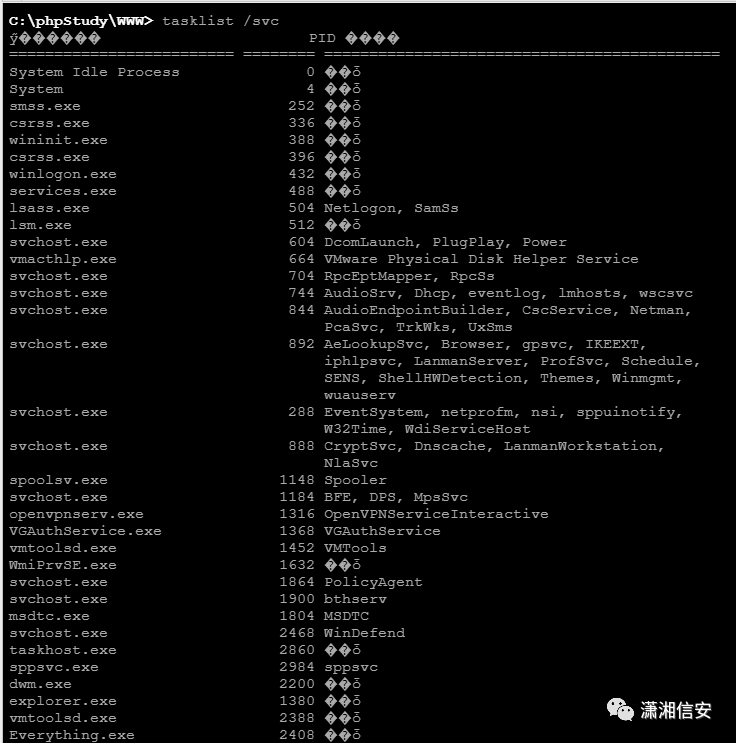 C:\phpStudy\WWW> tasklist /svc
PID
========================= ======== ============================================
System Idle Process 0
System 4
smss.exe 252
csrss.exe 336
wininit.exe 388
csrss.exe 396
winlogon.exe 432
services.exe 488
lsass.exe 504 Netlogon, SamSs
lsm.exe 512
svchost.exe 604 DcomLaunch, PlugPlay, Power
vmacthlp.exe 664 VMware Physical Disk Helper Service
svchost.exe 704 RpcEptMapper, RpcSs
svchost.exe 744 AudioSrv, Dhcp, eventlog, lmhosts, wscsvc
svchost.exe 844 AudioEndpointBuilder, CscService, Netman,
PcaSvc, TrkWks, UxSms
svchost.exe 892 AeLookupSvc, Browser, gpsvc, IKEEXT,
iphlpsvc, LanmanServer, ProfSvc, Schedule,
SENS, ShellHWDetection, Themes, Winmgmt,
wuauserv
svchost.exe 288 EventSystem, netprofm, nsi, sppuinotify,
W32Time, WdiServiceHost
svchost.exe 888 CryptSvc, Dnscache, LanmanWorkstation,
NlaSvc
spoolsv.exe 1148 Spooler
svchost.exe 1184 BFE, DPS, MpsSvc
openvpnserv.exe 1316 OpenVPNServiceInteractive
VGAuthService.exe 1368 VGAuthService
vmtoolsd.exe 1452 VMTools
WmiPrvSE.exe 1632
svchost.exe 1864 PolicyAgent
svchost.exe 1900 bthserv
msdtc.exe 1804 MSDTC
svchost.exe 2468 WinDefend
taskhost.exe 2860
sppsvc.exe 2984 sppsvc
dwm.exe 2200
explorer.exe 1380
vmtoolsd.exe 2388
Everything.exe 2408
潇湘信安